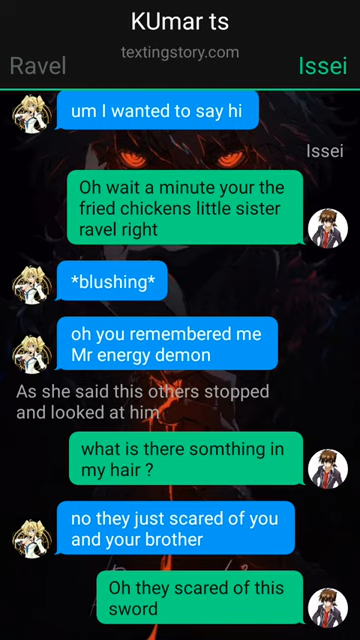 KUmar ts
textingstory.com
Ravel
Issei
um I wanted to say hi
Issei
Oh wait a minute your the
fried chickens little sister
ravel right
*blushing*
oh you remembered me
Mr energy demon
As she said this others stopped
and looked at him
what is there somthing in
my hair ?
no they just scared of you
and your brother
Oh they scared of this
sword